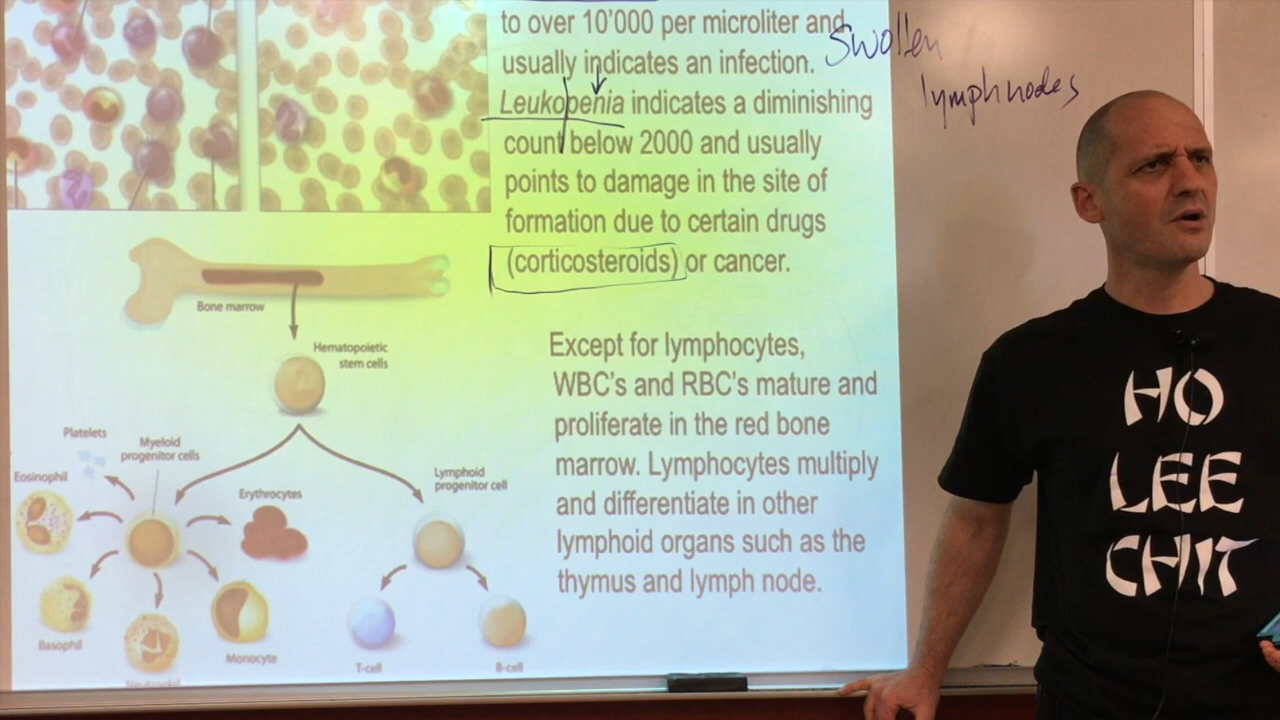 to over 10'000 per microliter and
usually indicates an infection.
Leukopenia indicates a diminishing
count below 2000 and usually
points to damage in the site of
formation due to certain drugs
(corticosteroids) or cancer.
Swollen
lymph nodes
Bone marrow
Hematopoietic
stem cells
Except for lymphocytes,
WBC's and RBC's mature and
proliferate in the red bone
marrow. Lymphocytes multiply
and differentiate in other
lymphoid organs such as the
thymus and lymph node.
Platelets
Myeloid
progenitor cells
Eosinophil
Erythrocytes
Lymphoid
progenitor cell
Basophil
Monocyte
T-cell
B-cell
HO
LEE
CHIT